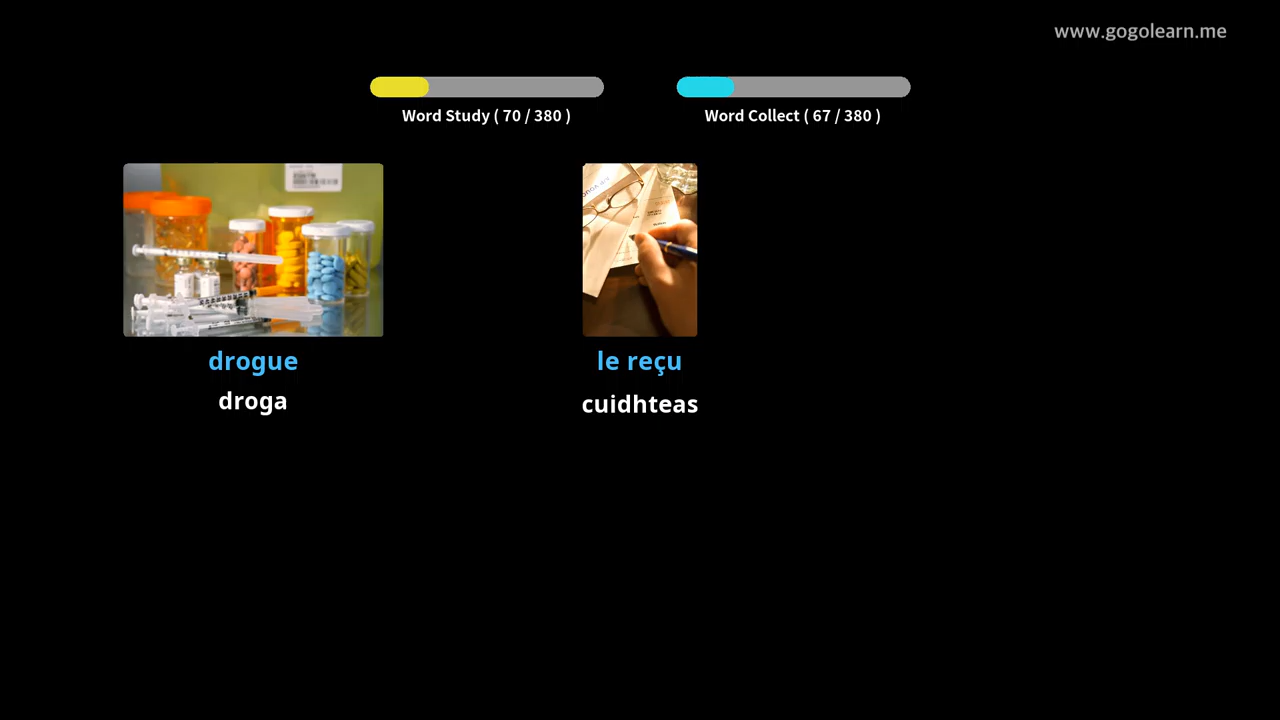 www.gogolearn.me
Word Study ( 70 / 380 )
Word Collect ( 67 / 380 )
drogue
le reçu
droga
cuidhteas